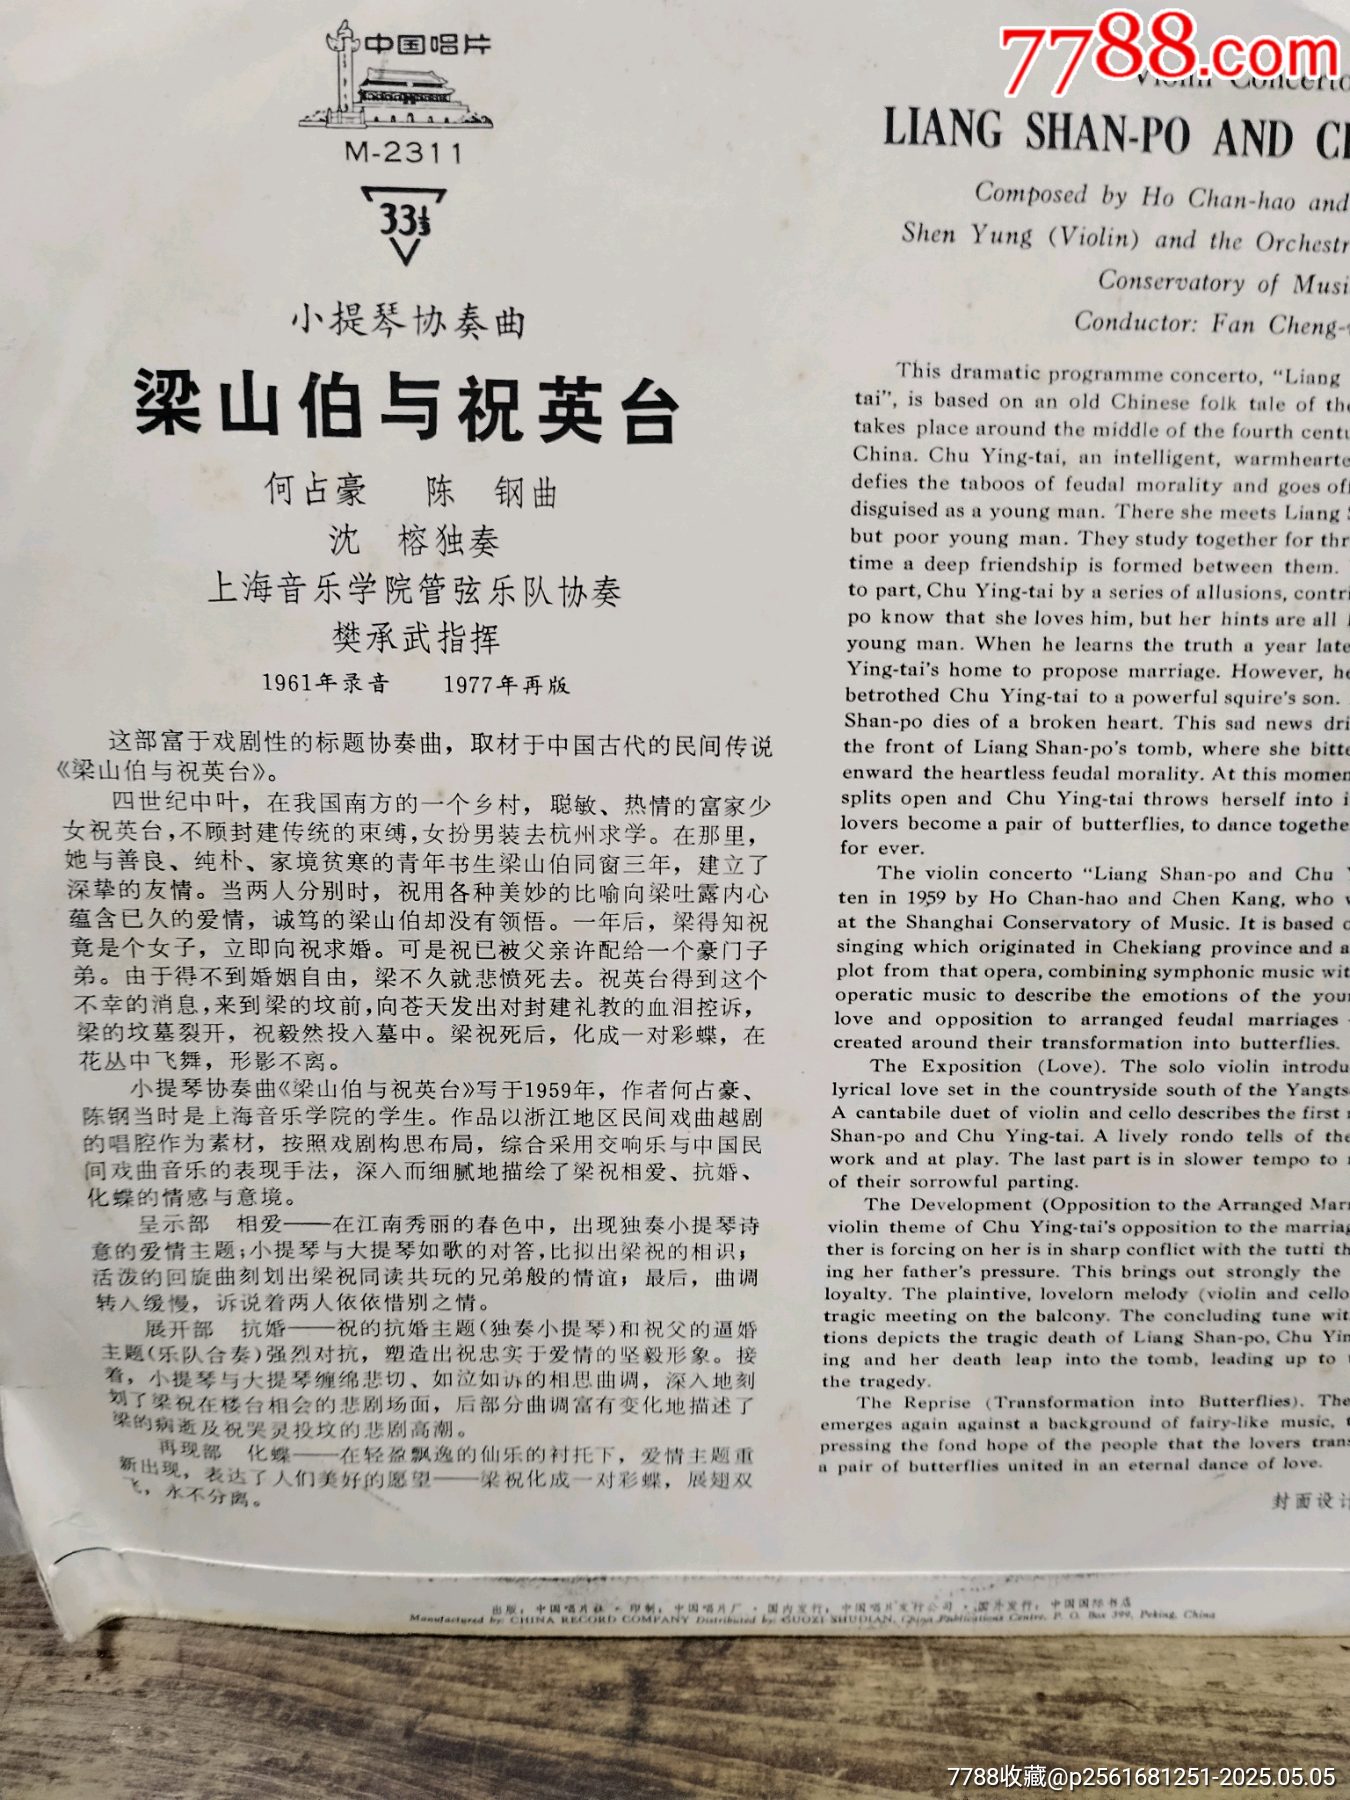 7788.com
中国唱片
M-2311
33⅓
小提琴协奏曲
梁山伯与祝英台
何占豪 陈 钢曲
沈 榕独奏
上海音乐学院管弦乐队协奏
樊承武指挥
1961年录音 1977年再版
这部富于戏剧性的标题协奏曲，取材于中国古代的民间传说
《梁山伯与祝英台》。
四世纪中叶，在我国南方的一个乡村，聪敏、热情的富家少
女祝英台，不顾封建传统的束缚，女扮男装去杭州求学。在那里，
她与善良、纯朴、家境贫寒的青年书生梁山伯同窗三年，建立了
深挚的友情。当两人分别时，祝用各种美妙的比喻向梁吐露内心
蕴含已久的爱情，诚笃的梁山伯却没有领悟。一年后，梁得知祝
竟是个女子，立即向祝求婚。可是祝已被父亲许配给一个豪门子
弟。由于得不到婚姻自由，梁不久就悲愤死去。祝英台得到这个
不幸的消息，来到梁的坟前，向苍天发出对封建礼教的血泪控诉，
梁的坟墓裂开，祝毅然投入墓中。梁祝死后，化成一对彩蝶，在
花丛中飞舞，形影不离。
小提琴协奏曲《梁山伯与祝英台》写于1959年，作者何占豪、
陈钢当时是上海音乐学院的学生。作品以浙江地区民间戏曲越剧
的唱腔作为素材，按照戏剧构思布局，综合采用交响乐与中国民
间戏曲音乐的表现手法，深入而细腻地描绘了梁祝相爱、抗婚、
化蝶的情感与意境。
呈示部 相爱——在江南秀丽的春色中，出现独奏小提琴诗
意的爱情主题；小提琴与大提琴如歌的对答，比拟出梁祝的相识；
活泼的回旋曲刻划出梁祝同读共玩的兄弟般的情谊；最后，曲调
转入缓慢，诉说着两人依依惜别之情。
展开部 抗婚——祝的抗婚主题(独奏小提琴)和祝父的逼婚
主题(乐队合奏)强烈对抗，塑造出祝忠实于爱情的坚毅形象。接
着，小提琴与大提琴缠绵悲切、如泣如诉的相思曲调，深入地刻
划了梁祝在楼台相会的悲剧场面，后部分曲调富有变化地描述了
梁的病逝及祝哭灵投坟的悲剧高潮。
再现部 化蝶——在轻盈飘逸的仙乐的衬托下，爱情主题重
新出现，表达了人们美好的愿望——梁祝化成一对彩蝶，展翅双
飞，永不分离。
Violin Concerto
LIANG SHAN-PO AND C
Composed by Ho Chan-hao and
Shen Yung (Violin) and the Orchestr
Conservatory of Musi
Conductor: Fan Cheng-
This dramatic programme concerto, "Liang
tai", is based on an old Chinese folk tale of the
takes place around the middle of the fourth centu
China. Chu Ying-tai, an intelligent, warmhearte
defies the taboos of feudal morality and goes of
disguised as a young man. There she meets Liang S
but poor young man. They study together for thr
time a deep friendship is formed between them.
to part, Chu Ying-tai by a series of allusions, contri
po know that she loves him, but her hints are all
young man. When he learns the truth a year late
Ying-tai's home to propose marriage. However, he
betrothed Chu Ying-tai to a powerful squire's son.
Shan-po dies of a broken heart. This sad news dri
the front of Liang Shan-po's tomb, where she bitte
enward the heartless feudal morality. At this momen
splits open and Chu Ying-tai throws herself into i
lovers become a pair of butterflies, to dance togethe
for ever.
The violin concerto "Liang Shan-po and Chu Y
ten in 1959 by Ho Chan-hao and Chen Kang, who w
at the Shanghai Conservatory of Music. It is based o
singing which originated in Chekiang province and a
plot from that opera, combining symphonic music wit
operatic music to describe the emotions of the you
love and opposition to arranged feudal marriages
created around their transformation into butterflies.
The Exposition (Love). The solo violin introdu
lyrical love set in the countryside south of the Yangts
A cantabile duet of violin and cello describes the first
Shan-po and Chu Ying-tai. A lively rondo tells of the
work and at play. The last part is in slower tempo to
of their sorrowful parting.
The Development (Opposition to the Arranged Marr
violin theme of Chu Ying-tai's opposition to the marriag
ther is forcing on her is in sharp conflict with the tutti th
ing her father's pressure. This brings out strongly the
loyalty. The plaintive, lovelorn melody (violin and cello
tragic meeting on the balcony. The concluding tune wit
tions depicts the tragic death of Liang Shan-po, Chu Yin
ing and her death leap into the tomb, leading up to
the tragedy.
The Reprise (Transformation into Butterflies). The
emerges again against a background of fairy-like music,
pressing the fond hope of the people that the lovers trans
a pair of butterflies united in an eternal dance of love.
封面设计
出版：中国唱片社·印制：中国唱片厂·国内发行：中国唱片发行公司·国外发行：中国国际书店
Manufactured by: CHINA RECORD COMPANY Distributed by: GUOZI SHUDIAN, China Publications Centre, P. O. Box 399, Peking, China
7788收藏@p2561681251-2025.05.05